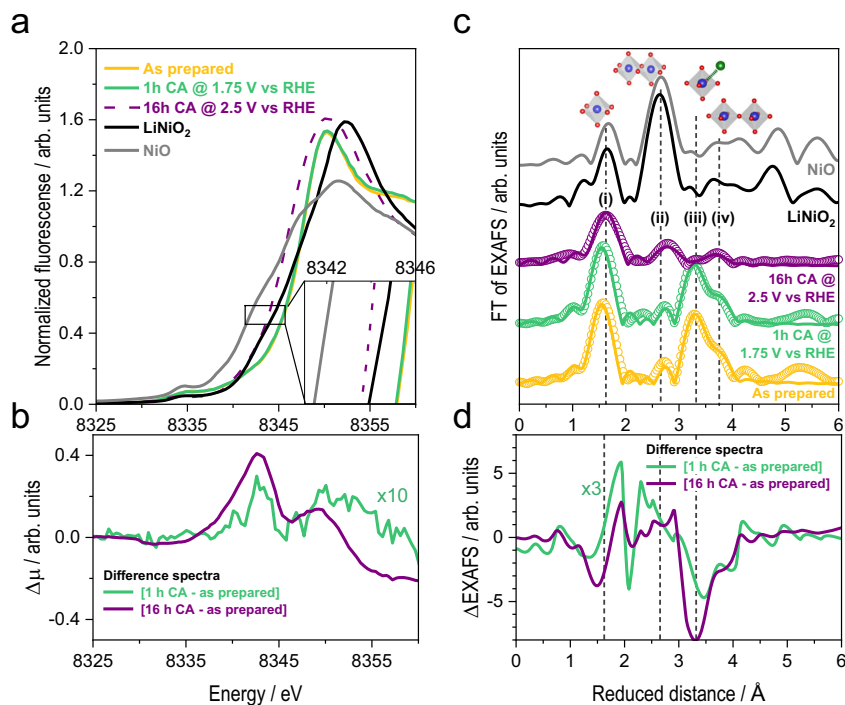 a
Normalized fluorescense / arb. units
2.0
1.6
1.2
0.8
0.4
0.0
As prepared
1h CA @ 1.75 V vs RHE
16h CA @ 2.5 V vs RHE
LiNiO₂
NiO
8342
8346
8325
8335
8345
8355
b
Δμ / arb. units
0.4
0.0
-0.4
x10
Difference spectra
[1 h CA - as prepared]
[16 h CA - as prepared]
8325
8335
8345
8355
Energy / eV
c
FT of EXAFS / arb. units
NiO
LiNiO₂
(i)
(ii)
(iii)
(iv)
16h CA @
2.5 V vs RHE
1h CA @
1.75 V vs RHE
As prepared
0 1 2 3 4 5 6
d
ΔEXAFS / arb. units
5
0
-5
x3
Difference spectra
[1 h CA - as prepared]
[16 h CA - as prepared]
0 1 2 3 4 5 6
Reduced distance / Å